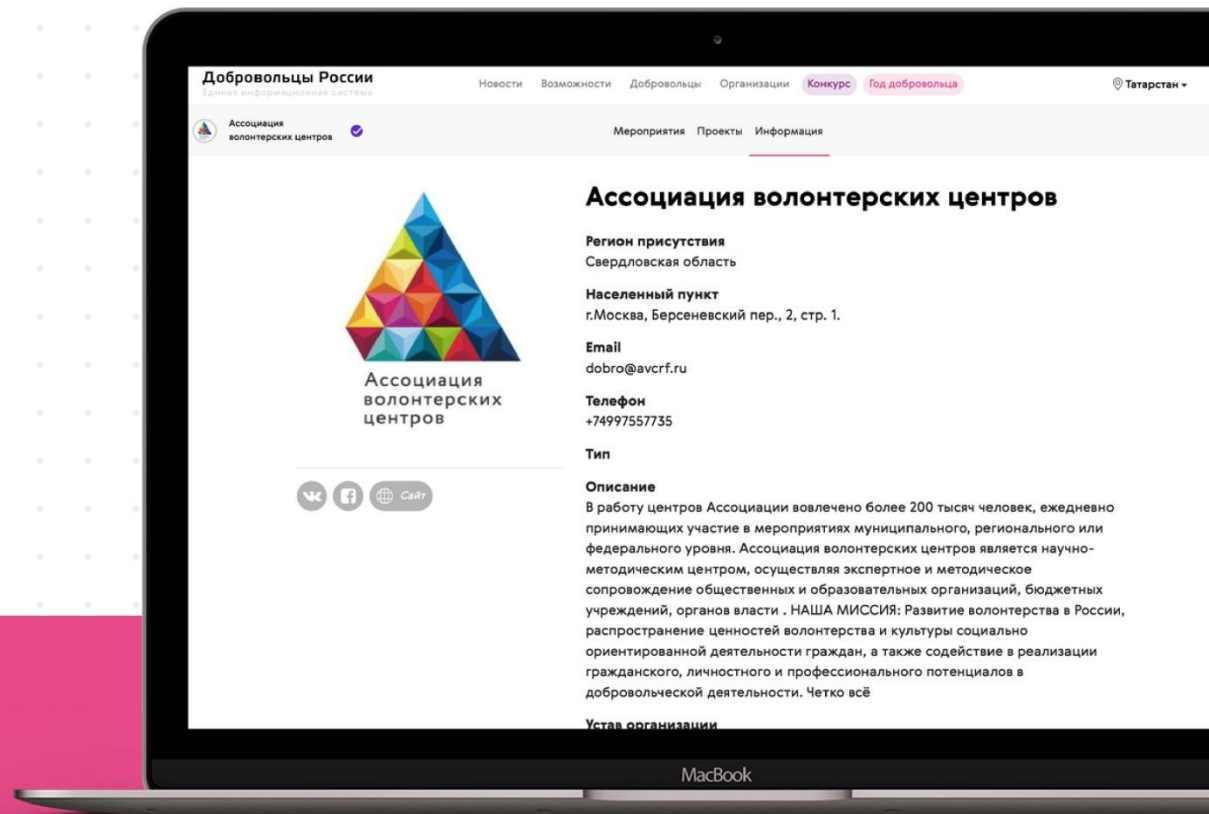 Добровольцы России
Единая информационная система
Новости Возможности Добровольцы Организации Конкурс Год добровольца
Татарстан
Ассоциация
волонтерских центров
Мероприятия Проекты Информация
Ассоциация
волонтерских
центров
Сайт
Ассоциация волонтерских центров
Регион присутствия
Свердловская область
Населенный пункт
г.Москва, Берсеневский пер., 2, стр. 1.
Email
dobro@avcrf.ru
Телефон
+74997557735
Тип
Описание
В работу центров Ассоциации вовлечено более 200 тысяч человек, ежедневно
принимающих участие в мероприятиях муниципального, регионального или
федерального уровня. Ассоциация волонтерских центров является научно-
методическим центром, осуществляя экспертное и методическое
сопровождение общественных и образовательных организаций, бюджетных
учреждений, органов власти . НАША МИССИЯ: Развитие волонтерства в России,
распространение ценностей волонтерства и культуры социально
ориентированной деятельности граждан, а также содействие в реализации
гражданского, личностного и профессионального потенциалов в
добровольческой деятельности. Четко всё
Устав организации
MacBook